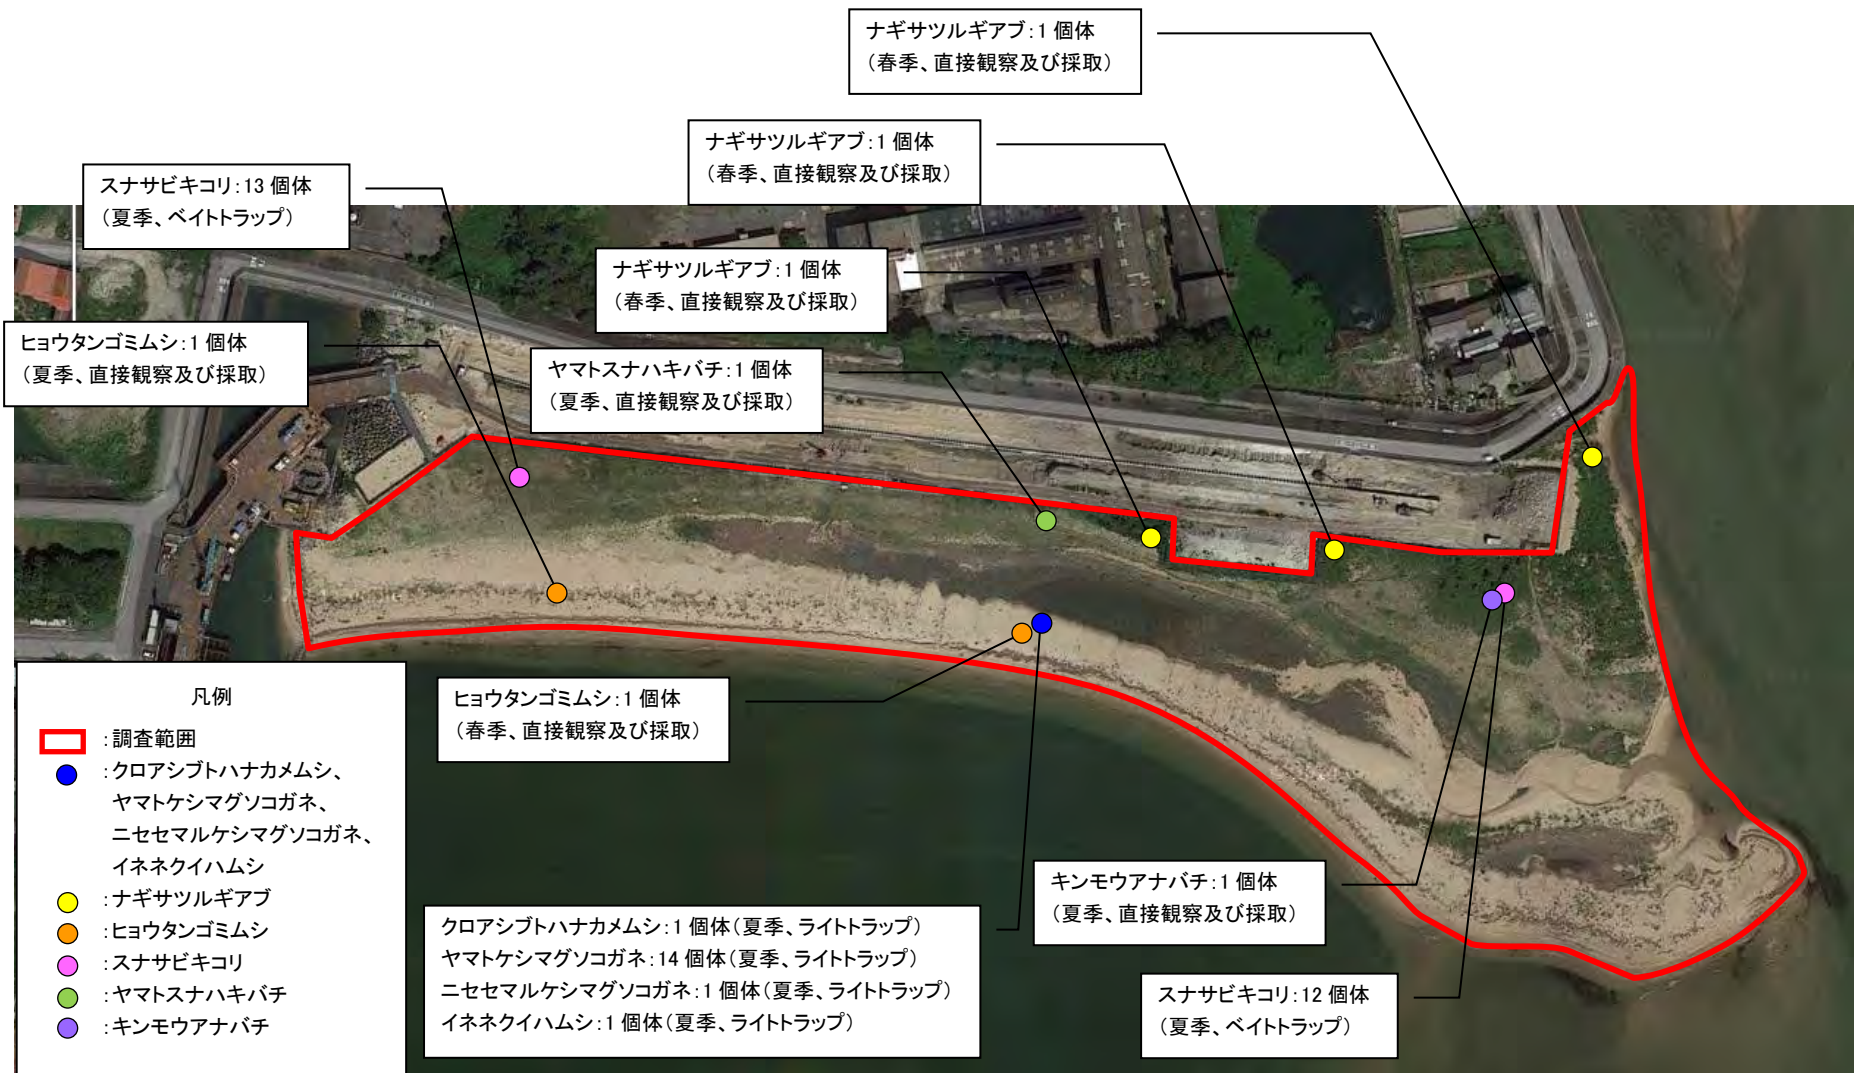 ナギサツルギアブ：1 個体
（春季、直接観察及び採取）
ナギサツルギアブ：1 個体
（春季、直接観察及び採取）
スナサビキコリ：13 個体
（夏季、ベイトトラップ）
ナギサツルギアブ：1 個体
（春季、直接観察及び採取）
ヒョウタンゴミムシ：1 個体
（夏季、直接観察及び採取）
ヤマトスナハキバチ：1 個体
（夏季、直接観察及び採取）
ヒョウタンゴミムシ：1 個体
（春季、直接観察及び採取）
キンモウアナバチ：1 個体
（夏季、直接観察及び採取）
クロアシブトハナカメムシ：1 個体（夏季、ライトトラップ）
ヤマトケシマグソコガネ：14 個体（夏季、ライトトラップ）
ニセセマルケシマグソコガネ：1 個体（夏季、ライトトラップ）
イネネクイハムシ：1 個体（夏季、ライトトラップ）
スナサビキコリ：12 個体
（夏季、ベイトトラップ）
凡例
：調査範囲
：クロアシブトハナカメムシ、
ヤマトケシマグソコガネ、
ニセセマルケシマグソコガネ、
イネネクイハムシ
：ナギサツルギアブ
：ヒョウタンゴミムシ
：スナサビキコリ
：ヤマトスナハキバチ
：キンモウアナバチ